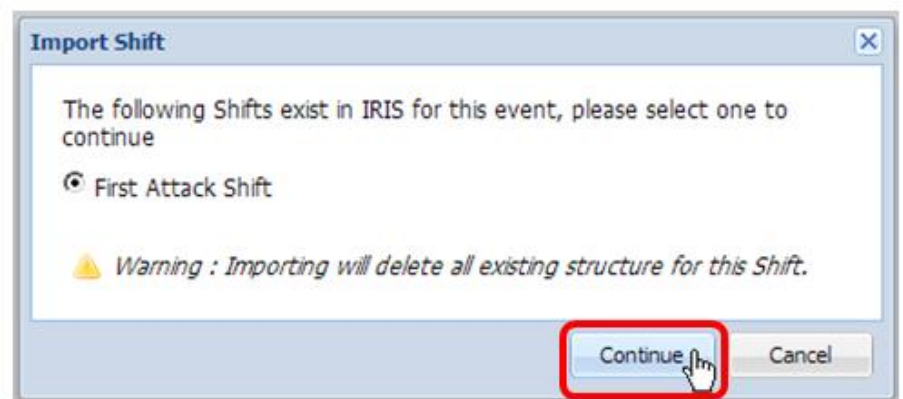 Import Shift
The following Shifts exist in IRIS for this event, please select one to
continue
First Attack Shift
Warning : Importing will delete all existing structure for this Shift.
Continue
Cancel